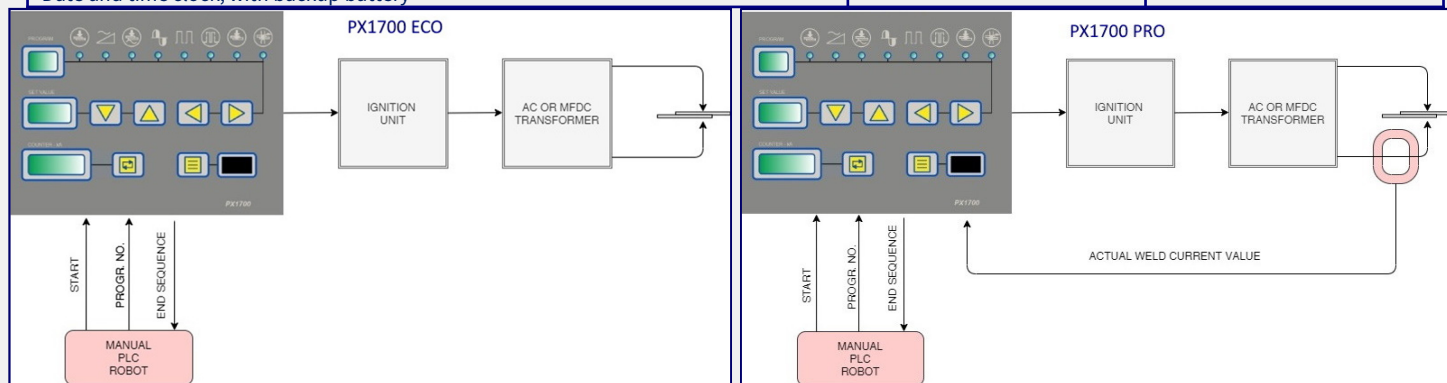 Date and time clock, with backup battery
PX1700 ECO
PROGRAM
SET VALUE
COUNTER - kA
PX1700
IGNITION
UNIT
AC OR MFDC
TRANSFORMER
START
PROGR. NO.
END SEQUENCE
MANUAL
PLC
ROBOT
PX1700 PRO
PROGRAM
SET VALUE
COUNTER - kA
PX1700
IGNITION
UNIT
AC OR MFDC
TRANSFORMER
ACTUAL WELD CURRENT VALUE
START
PROGR. NO.
END SEQUENCE
MANUAL
PLC
ROBOT